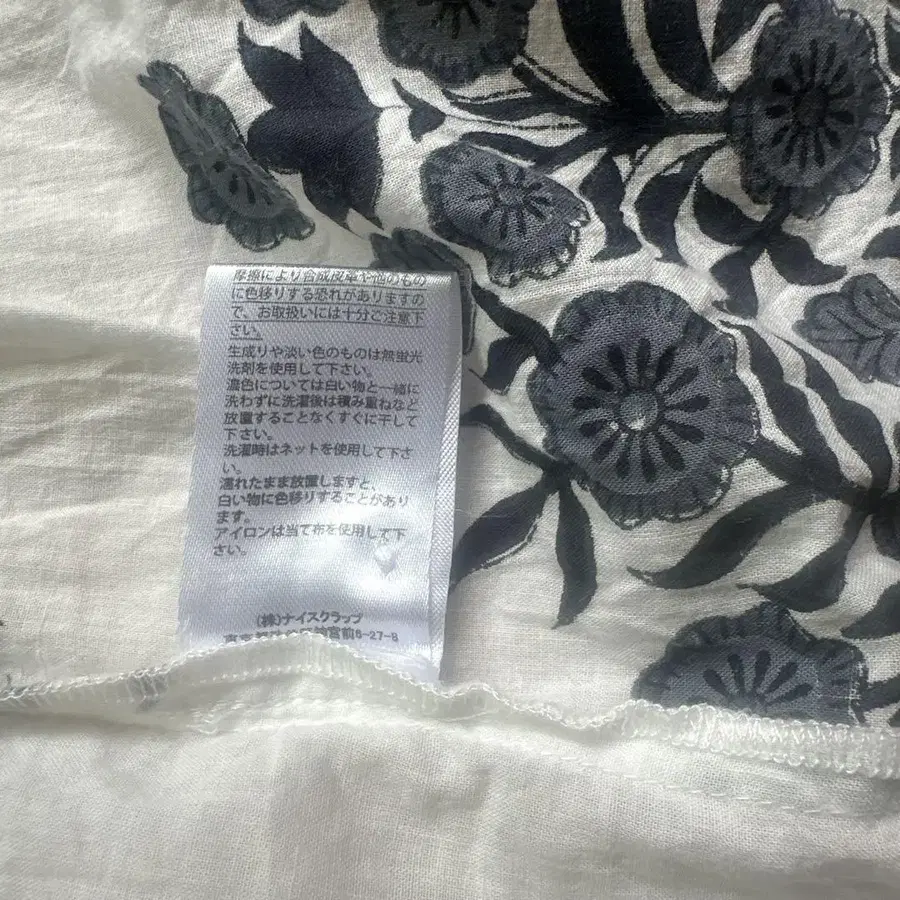 摩擦により合成皮革や他のもの
に色移りする恐れがありますの
で、お取扱いには十分ご注意下
さい。
生成りや淡い色のものは無蛍光
洗剤を使用して下さい。
濃色については白い物と一緒に
洗わずに洗濯後は積み重ねなど
放置することなくすぐに干して
下さい。
洗濯時はネットを使用して下さ
い。
濡れたまま放置しますと、
白い物に色移りすることがあり
ます。
アイロンは当て布を使用して下
さい。
(株)ナイスクラップ
宮前6-27-8